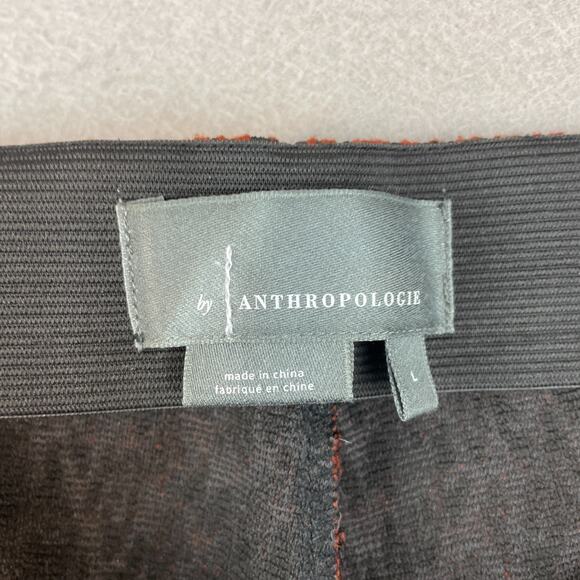 by ANTHROPOLOGIE
made in china
fabriqué en chine
L